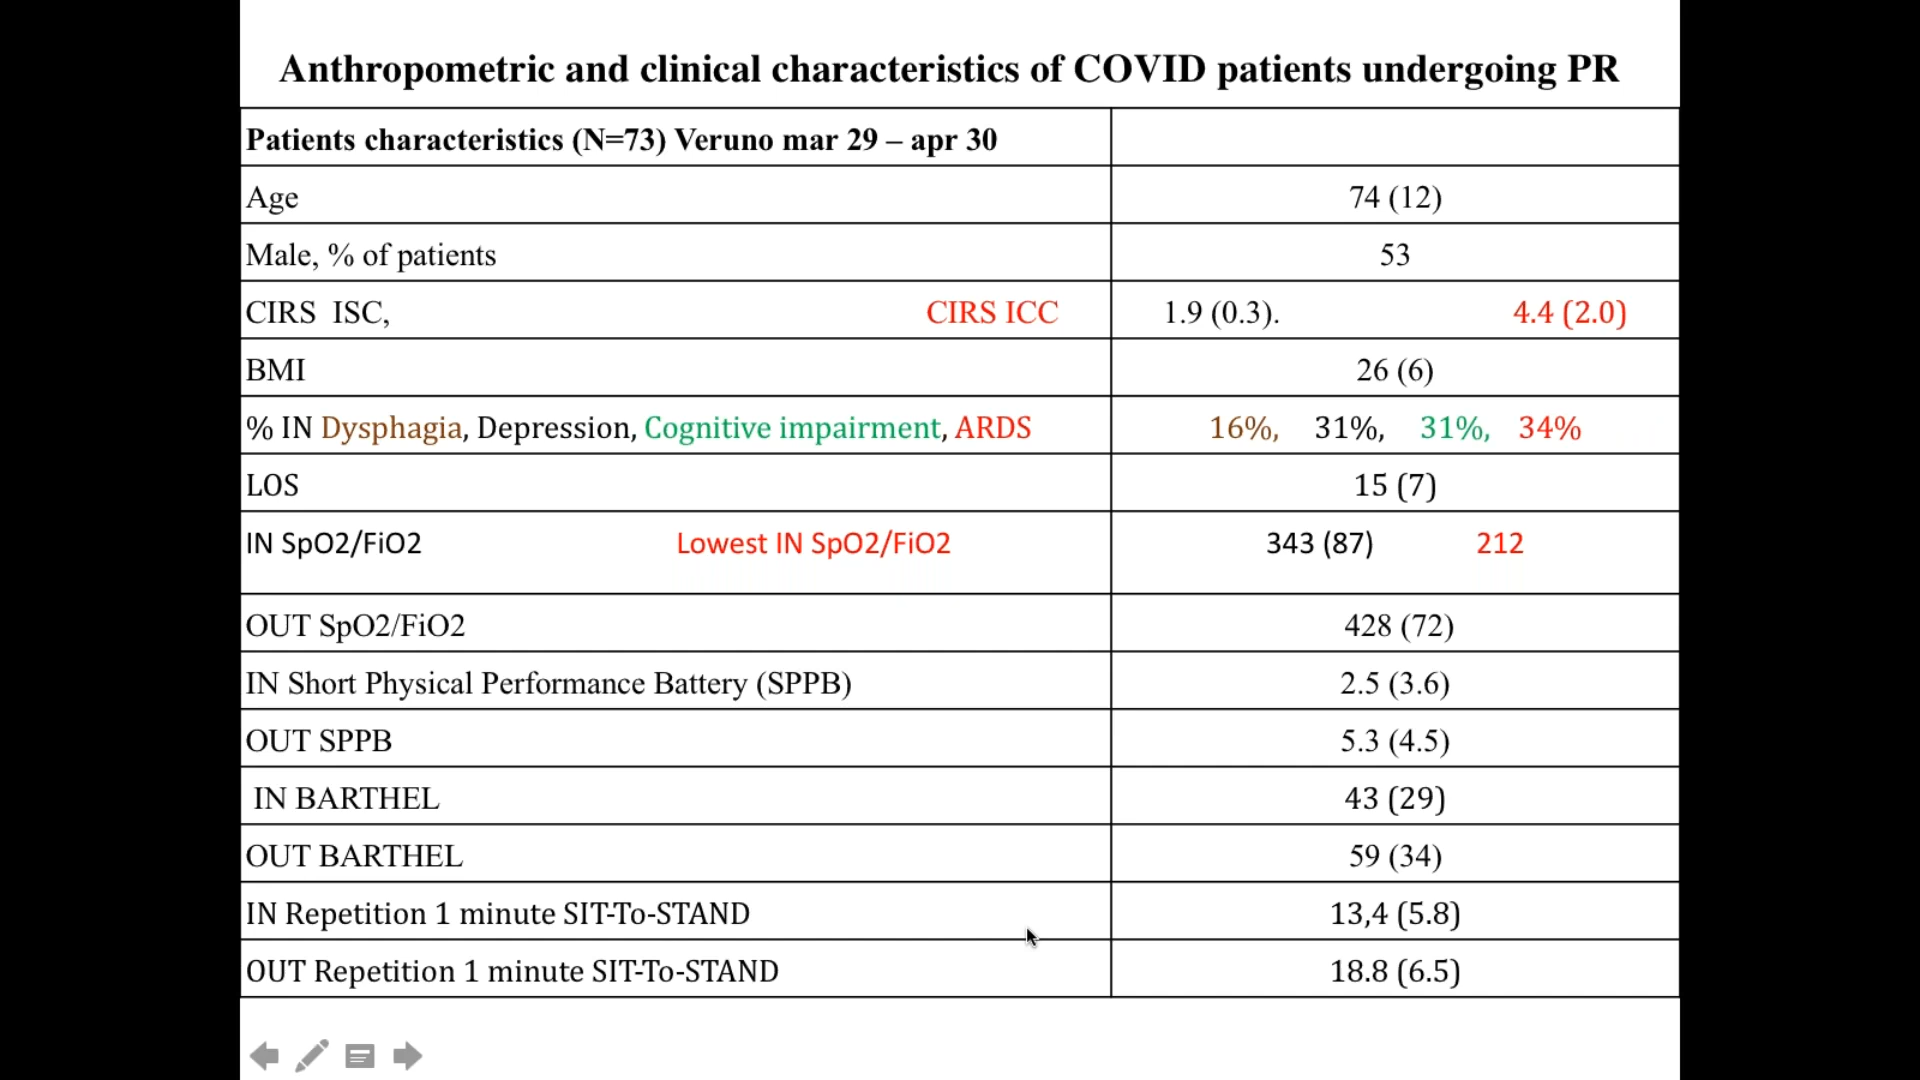 Anthropometric and clinical characteristics of COVID patients undergoing PR
Patients characteristics (N=73) Veruno mar 29 – apr 30
Age 74 (12)
Male, % of patients 53
CIRS ISC, CIRS ICC 1.9 (0.3). 4.4 (2.0)
BMI 26 (6)
% IN Dysphagia, Depression, Cognitive impairment, ARDS 16%, 31%, 31%, 34%
LOS 15 (7)
IN SpO2/FiO2 Lowest IN SpO2/FiO2 343 (87) 212
OUT SpO2/FiO2 428 (72)
IN Short Physical Performance Battery (SPPB) 2.5 (3.6)
OUT SPPB 5.3 (4.5)
IN BARTHEL 43 (29)
OUT BARTHEL 59 (34)
IN Repetition 1 minute SIT-To-STAND 13,4 (5.8)
OUT Repetition 1 minute SIT-To-STAND 18.8 (6.5)